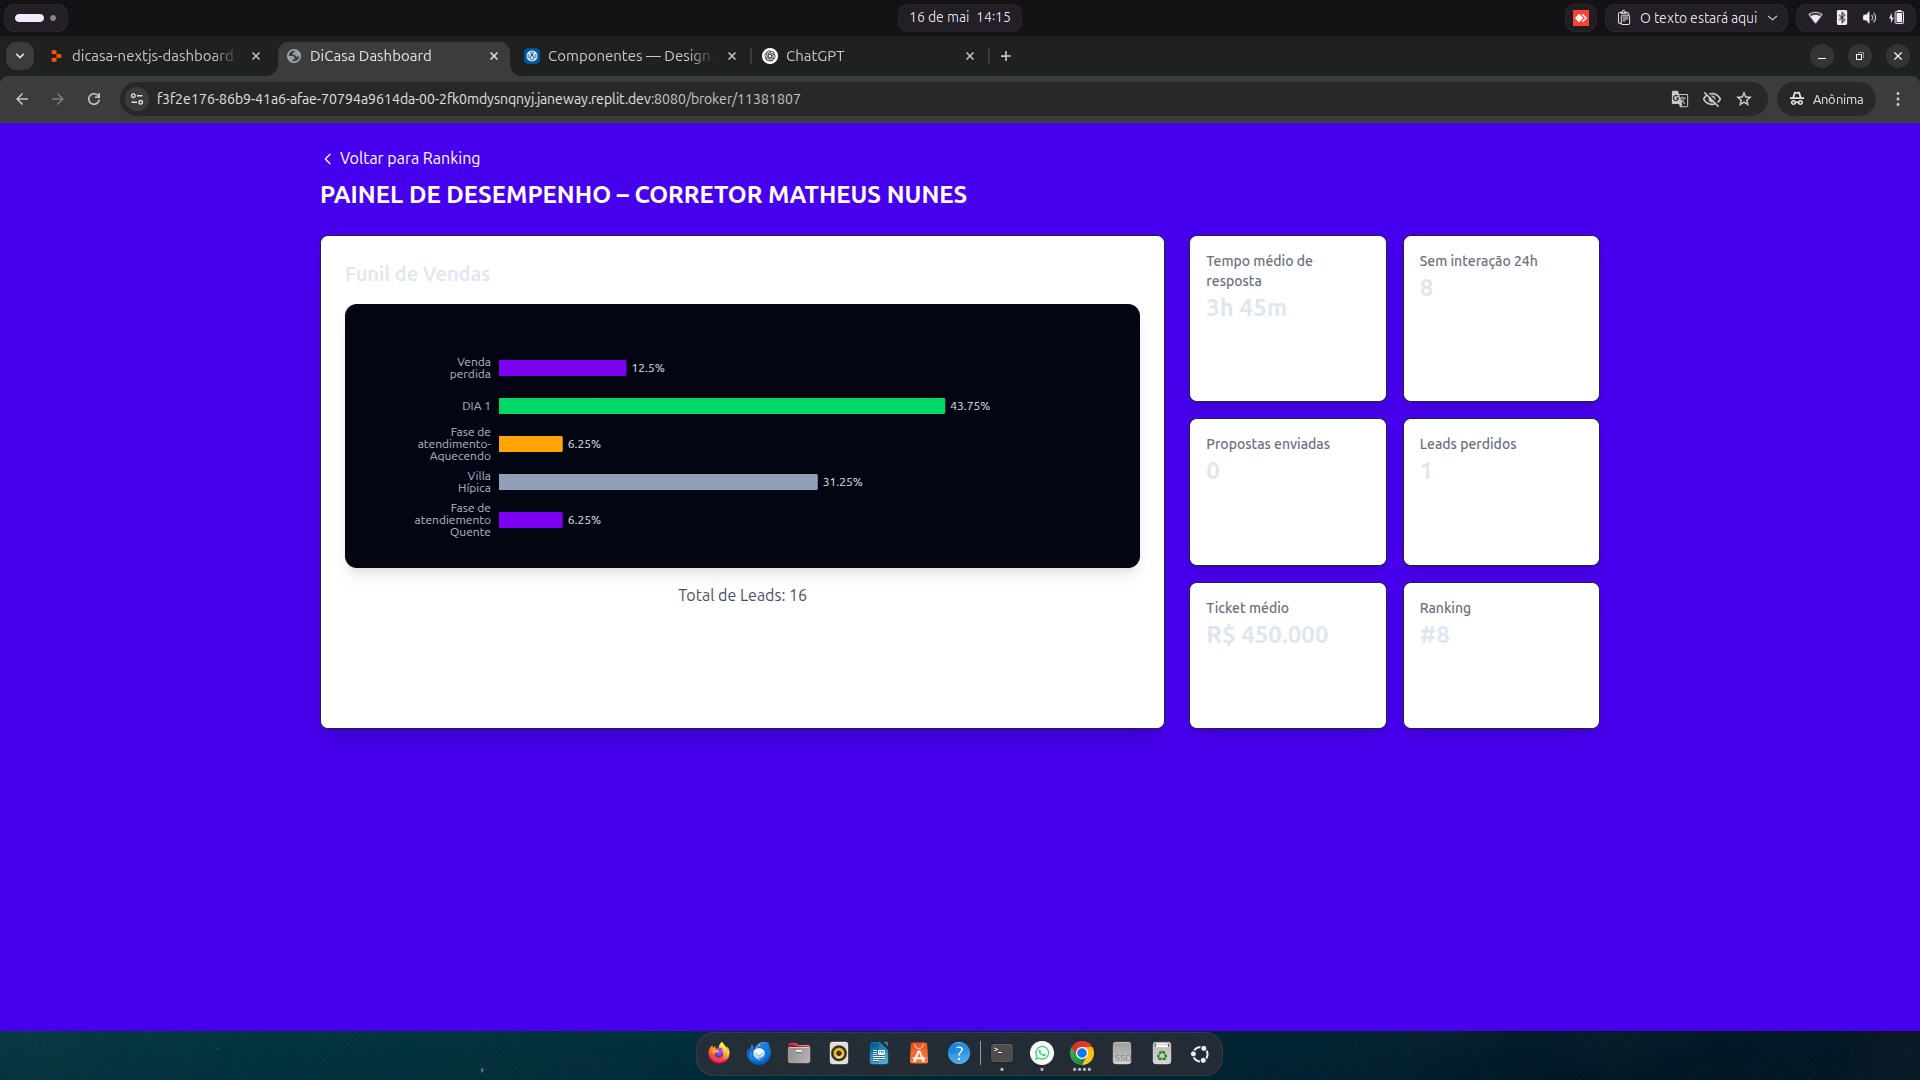 16 de mai 14:15
O texto estará aqui
dicasa-nextjs-dashboard
DiCasa Dashboard
Componentes — Design
ChatGPT
f3f2e176-86b9-41a6-afae-70794a9614da-00-2fk0mdysnqnyj.janeway.replit.dev:8080/broker/11381807
Anônima
Voltar para Ranking
PAINEL DE DESEMPENHO – CORRETOR MATHEUS NUNES
Funil de Vendas
Venda
perdida
12.5%
DIA 1
43.75%
Fase de
atendimento-
Aquecendo
6.25%
Villa
Hípica
31.25%
Fase de
atendiemento
Quente
6.25%
Total de Leads: 16
Tempo médio de
resposta
3h 45m
Sem interação 24h
8
Propostas enviadas
0
Leads perdidos
1
Ticket médio
R$ 450.000
Ranking
#8
SSD